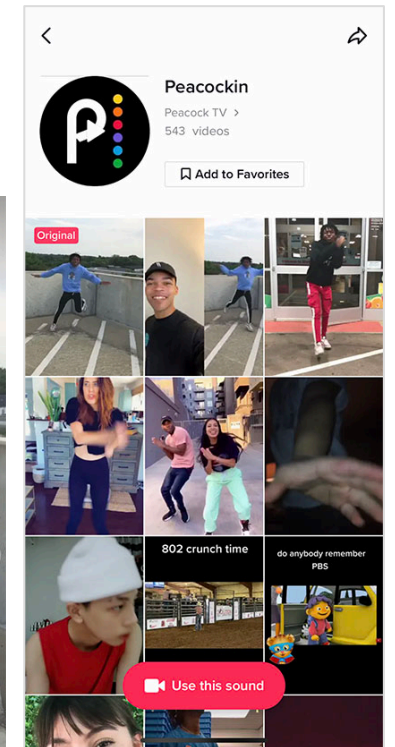 Peacockin
Peacock TV >
543 videos
Add to Favorites
Original
802 crunch time
do anybody remember
PBS
Use this sound